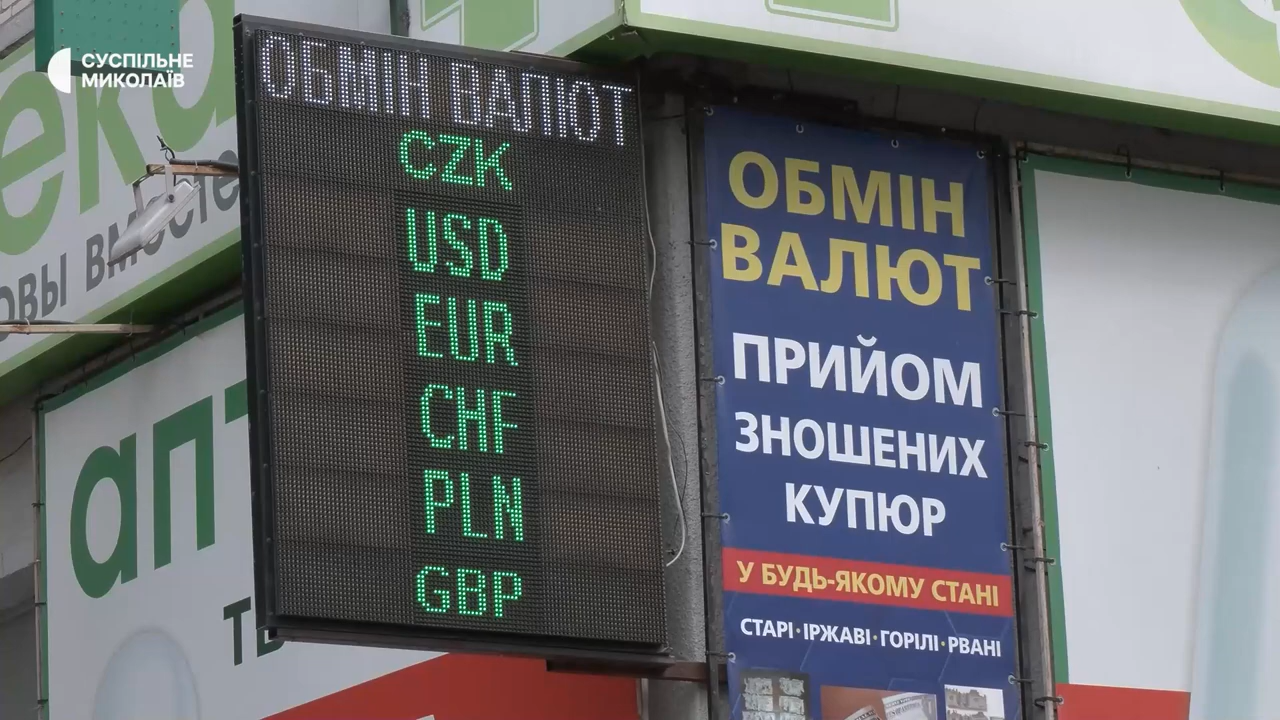 СУСПІЛЬНЕ
МИКОЛАЇВ
ОБМІН ВАЛЮТ
CZK
USD
EUR
CHF
PLN
GBP
ОБМІН
ВАЛЮТ
ПРИЙОМ
ЗНОШЕНИХ
КУПЮР
У БУДЬ-ЯКОМУ СТАНІ
СТАРІ·ІРЖАВІ·ГОРІЛІ·РВАНІ